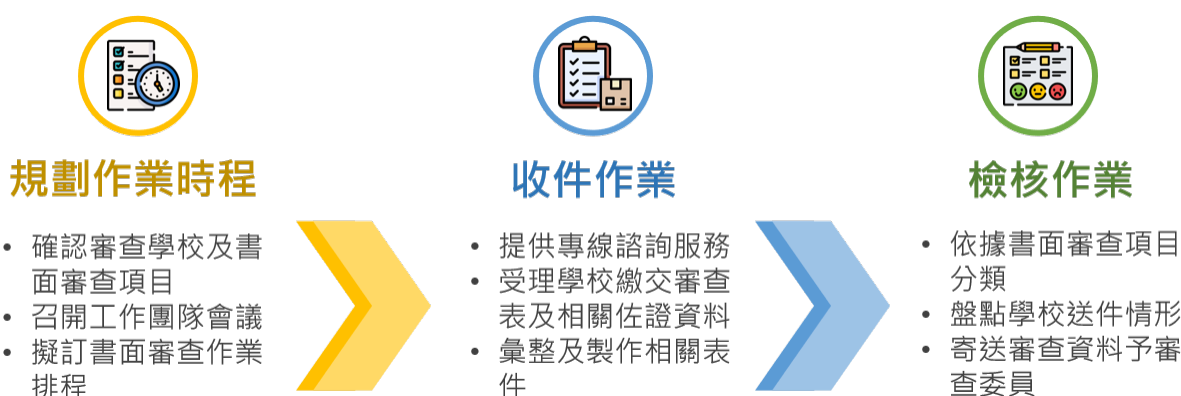 規劃作業時程
• 確認審查學校及書
面審查項目
• 召開工作團隊會議
• 擬訂書面審查作業
排程
收件作業
• 提供專線諮詢服務
• 受理學校繳交審查
表及相關佐證資料
• 彙整及製作相關表
件
檢核作業
• 依據書面審查項目
分類
• 盤點學校送件情形
• 寄送審查資料予審
查委員